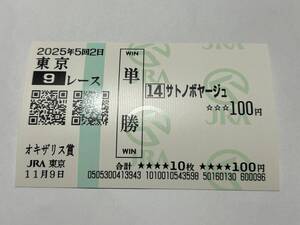 2025年5回2日
東京
9レース
オキザリス賞
JRA 東京
11月9日
WIN
単勝
WIN
14 サトノボヤージュ
☆☆☆100円
JRA
JRA
合計 ★★★★10枚 ★★★★100円
0505300413943 1010010543598 50160130 600096